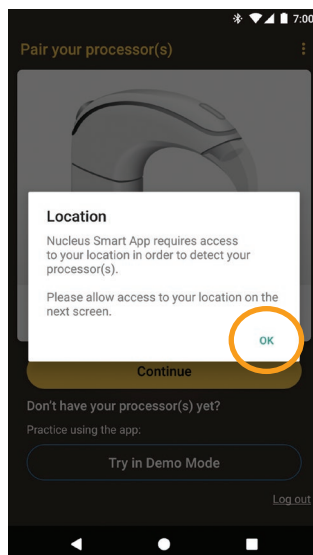 7:00
Pair your processor(s)
Location
Nucleus Smart App requires access
to your location in order to detect your
processor(s).
Please allow access to your location on the
next screen.
OK
Continue
Don't have your processor(s) yet?
Practice using the app:
Try in Demo Mode
Log out